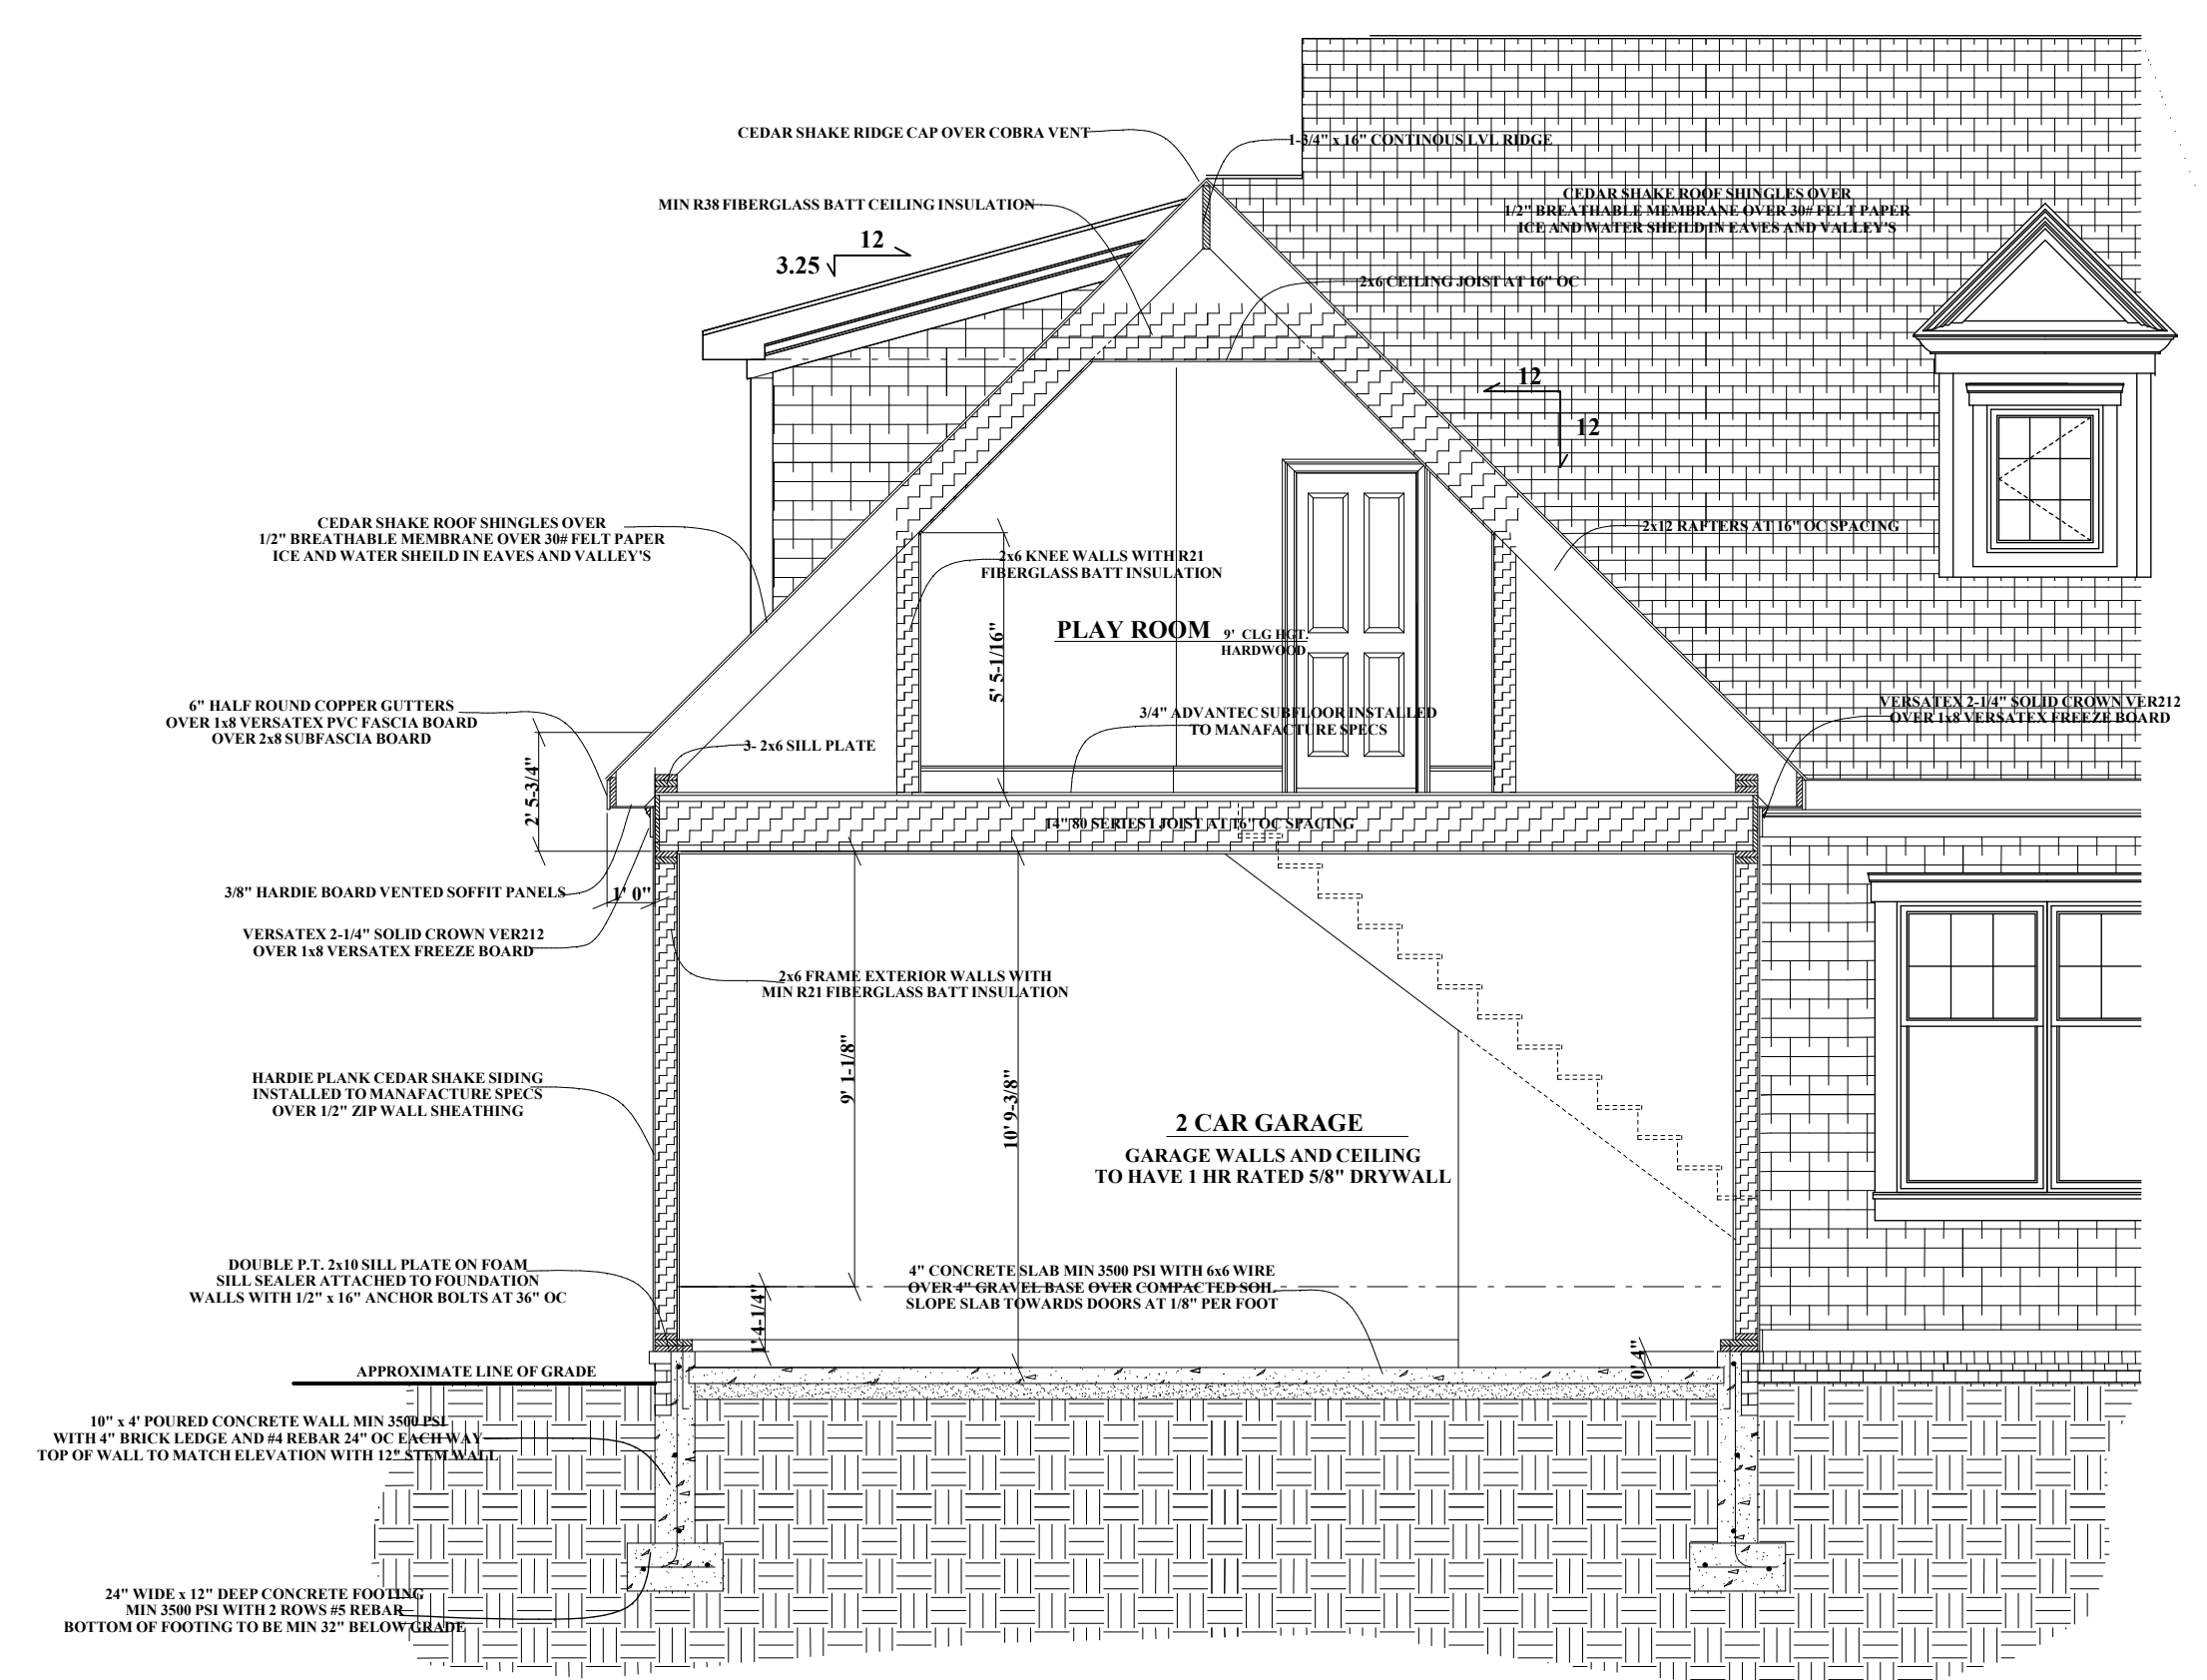 CEDAR SHAKE RIDGE CAP OVER COBRA VENT
1-3/4" x 16" CONTINOUS LVL RIDGE
MIN R38 FIBERGLASS BATT CEILING INSULATION
CEDAR SHAKE ROOF SHINGLES OVER
1/2" BREATHABLE MEMBRANE OVER 30# FELT PAPER
ICE AND WATER SHEILD IN EAVES AND VALLEY'S
12
3.25
2x6 CEILING JOIST AT 16" OC
12
12
CEDAR SHAKE ROOF SHINGLES OVER
1/2" BREATHABLE MEMBRANE OVER 30# FELT PAPER
ICE AND WATER SHEILD IN EAVES AND VALLEY'S
2x12 RAFTERS AT 16" OC SPACING
2x6 KNEE WALLS WITH R21
FIBERGLASS BATT INSULATION
PLAY ROOM 9' CLG HGT.
HARDWOOD
5' 5-1/16"
6" HALF ROUND COPPER GUTTERS
OVER 1x8 VERSATEX PVC FASCIA BOARD
OVER 2x8 SUBFASCIA BOARD
3/4" ADVANTEC SUBFLOOR INSTALLED
TO MANAFACTURE SPECS
VERSATEX 2-1/4" SOLID CROWN VER212
OVER 1x8 VERSATEX FREEZE BOARD
3- 2x6 SILL PLATE
2' 5-3/4"
14" 80 SERIES I JOIST AT 16" OC SPACING
3/8" HARDIE BOARD VENTED SOFFIT PANELS
1' 0"
VERSATEX 2-1/4" SOLID CROWN VER212
OVER 1x8 VERSATEX FREEZE BOARD
2x6 FRAME EXTERIOR WALLS WITH
MIN R21 FIBERGLASS BATT INSULATION
9' 1-1/8"
10' 9-3/8"
HARDIE PLANK CEDAR SHAKE SIDING
INSTALLED TO MANAFACTURE SPECS
OVER 1/2" ZIP WALL SHEATHING
2 CAR GARAGE
GARAGE WALLS AND CEILING
TO HAVE 1 HR RATED 5/8" DRYWALL
DOUBLE P.T. 2x10 SILL PLATE ON FOAM
SILL SEALER ATTACHED TO FOUNDATION
WALLS WITH 1/2" x 16" ANCHOR BOLTS AT 36" OC
4" CONCRETE SLAB MIN 3500 PSI WITH 6x6 WIRE
OVER 4" GRAVEL BASE OVER COMPACTED SOIL
SLOPE SLAB TOWARDS DOORS AT 1/8" PER FOOT
1' 4-1/4"
0' 4"
APPROXIMATE LINE OF GRADE
10" x 4' POURED CONCRETE WALL MIN 3500 PSI
WITH 4" BRICK LEDGE AND #4 REBAR 24" OC EACH WAY
TOP OF WALL TO MATCH ELEVATION WITH 12" STEM WALL
24" WIDE x 12" DEEP CONCRETE FOOTING
MIN 3500 PSI WITH 2 ROWS #5 REBAR
BOTTOM OF FOOTING TO BE MIN 32" BELOW GRADE